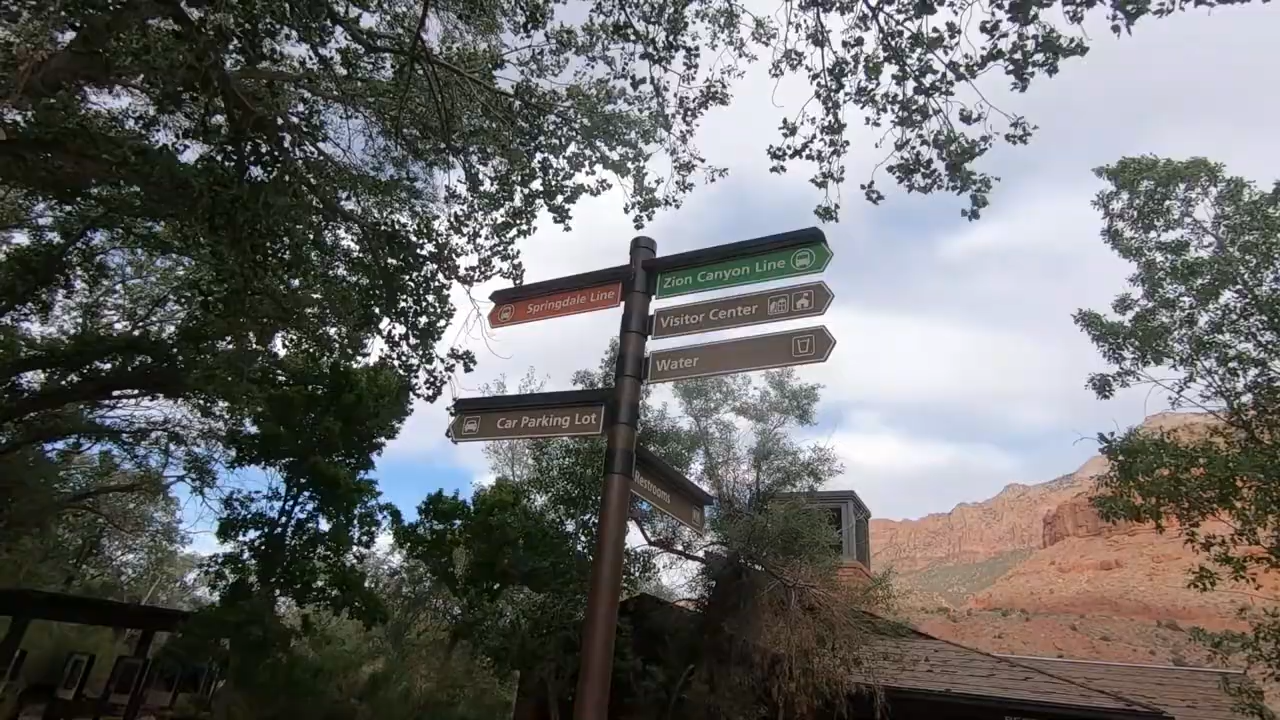 Zion Canyon Line
Springdale Line
Visitor Center
Water
Car Parking Lot
Restrooms